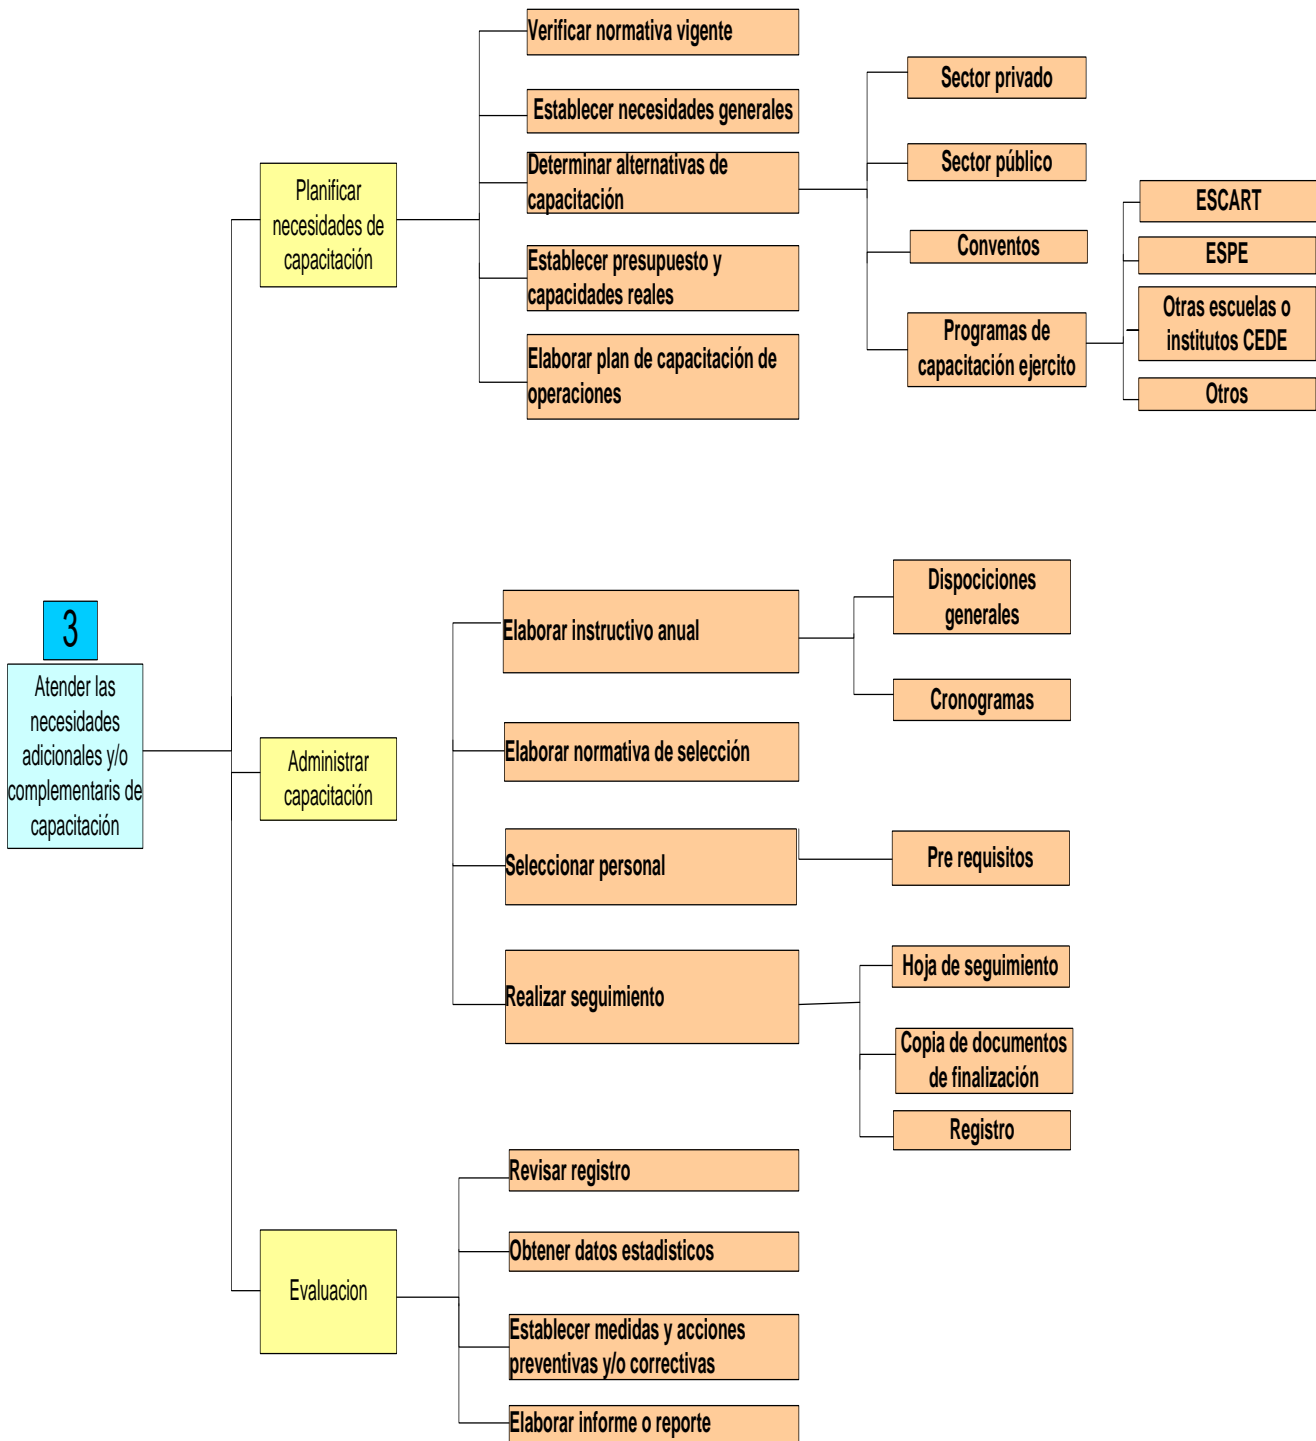 3
Atender las
necesidades
adicionales y/o
complementaris de
capacitación
Planificar
necesidades de
capacitación
Verificar normativa vigente
Establecer necesidades generales
Determinar alternativas de
capacitación
Establecer presupuesto y
capacidades reales
Elaborar plan de capacitación de
operaciones
Sector privado
Sector público
Conventos
Programas de
capacitación ejercito
ESCART
ESPE
Otras escuelas o
institutos CEDE
Otros
Administrar
capacitación
Elaborar instructivo anual
Dispociciones
generales
Cronogramas
Elaborar normativa de selección
Seleccionar personal
Pre requisitos
Realizar seguimiento
Hoja de seguimiento
Copia de documentos
de finalización
Registro
Evaluacion
Revisar registro
Obtener datos estadisticos
Establecer medidas y acciones
preventivas y/o correctivas
Elaborar informe o reporte